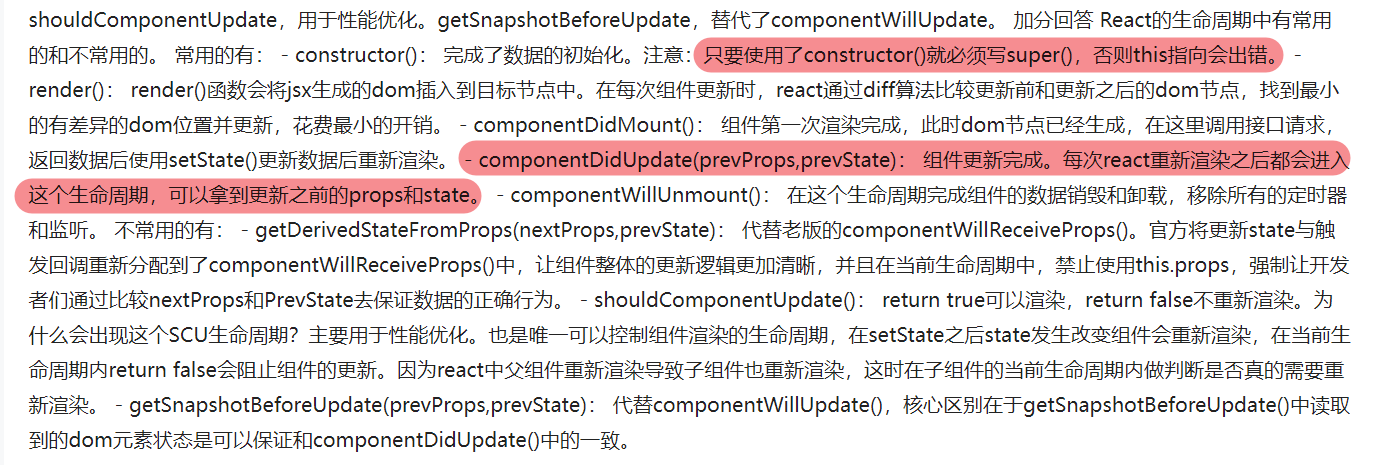 shouldComponentUpdate，用于性能优化。getSnapshotBeforeUpdate，替代了componentWillUpdate。 加分回答 React的生命周期中有常用
的和不常用的。 常用的有： - constructor()： 完成了数据的初始化。注意：只要使用了constructor()就必须写super()，否则this指向会出错。 -
render()： render()函数会将jsx生成的dom插入到目标节点中。在每次组件更新时，react通过diff算法比较更新前和更新之后的dom节点，找到最小
的有差异的dom位置并更新，花费最小的开销。 - componentDidMount()： 组件第一次渲染完成，此时dom节点已经生成，在这里调用接口请求，
返回数据后使用setState()更新数据后重新渲染。 - componentDidUpdate(prevProps,prevState)： 组件更新完成。每次react重新渲染之后都会进入
这个生命周期，可以拿到更新之前的props和state。 - componentWillUnmount()： 在这个生命周期完成组件的数据销毁和卸载，移除所有的定时器
和监听。 不常用的有： - getDerivedStateFromProps(nextProps,prevState)： 代替老版的componentWillReceiveProps()。官方将更新state与触
发回调重新分配到了componentWillReceiveProps()中，让组件整体的更新逻辑更加清晰，并且在当前生命周期中，禁止使用this.props，强制让开发
者们通过比较nextProps和PrevState去保证数据的正确行为。 - shouldComponentUpdate()： return true可以渲染，return false不重新渲染。为
什么会出现这个SCU生命周期？主要用于性能优化。也是唯一可以控制组件渲染的生命周期，在setState之后state发生改变组件会重新渲染，在当前生
命周期内return false会阻止组件的更新。因为react中父组件重新渲染导致子组件也重新渲染，这时在子组件的当前生命周期内做判断是否真的需要重
新渲染。 - getSnapshotBeforeUpdate(prevProps,prevState)： 代替componentWillUpdate()，核心区别在于getSnapshotBeforeUpdate()中读取
到的dom元素状态是可以保证和componentDidUpdate()中的一致。